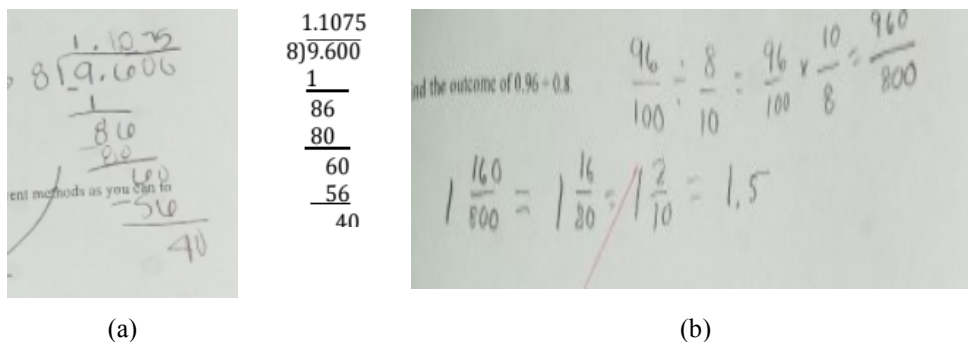 1.1075
8)9.600
1
86
80
60
56
40
ent methods as you can to
1.1075
8)9.600
1
86
80
60
56
40
nd the outcome of 0.96 ÷ 0.8.
96/100 ÷ 8/10 = 96/100 × 10/8 = 960/800
1 160/800 = 1 16/80 = 1 2/10 = 1.5
(a)
(b)